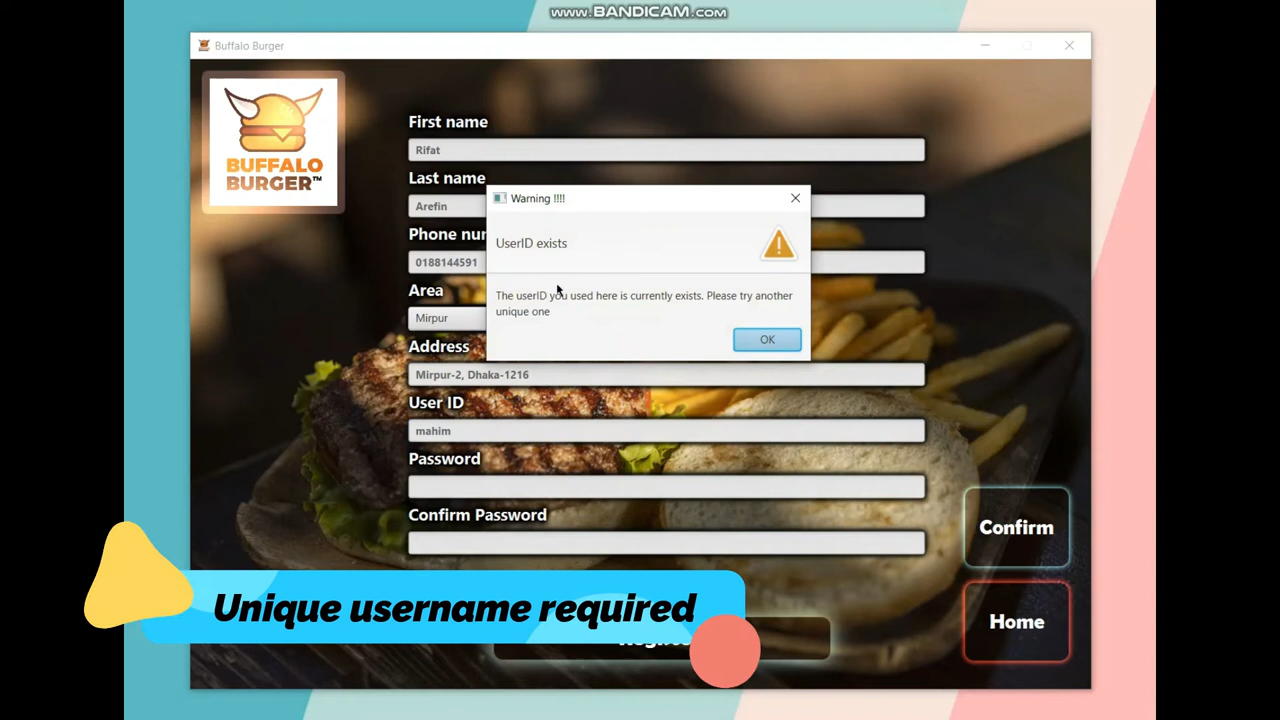 www.BANDICAM.com
Buffalo Burger
BUFFALO
BURGER™
First name
Rifat
Last name
Arefin
Warning !!!!
UserID exists
The userID you used here is currently exists. Please try another
unique one
OK
0188144591
Area
Mirpur
Address
Mirpur-2, Dhaka-1216
User ID
mahim
Password
Confirm Password
Confirm
Home
Unique username required